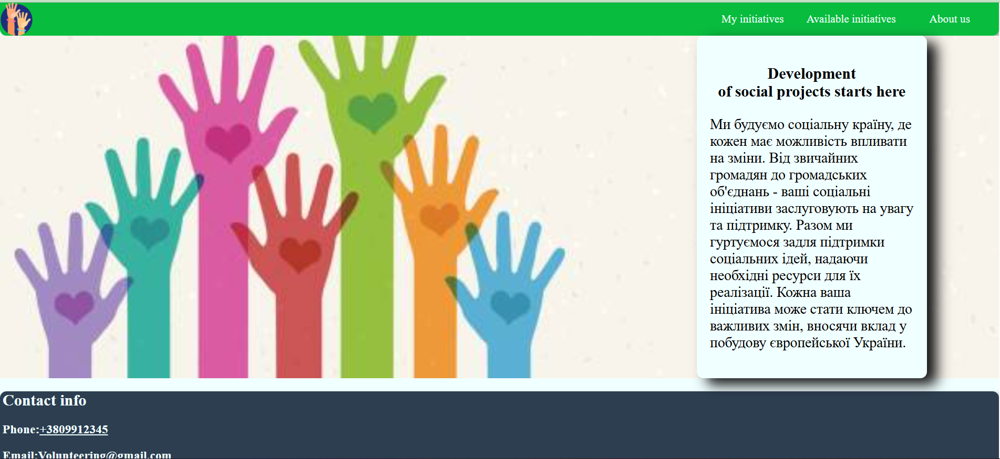 My initiatives Available initiatives About us
Development
of social projects starts here
Ми будуємо соціальну країну, де
кожен має можливість впливати
на зміни. Від звичайних
громадян до громадських
об'єднань - ваші соціальні
ініціативи заслуговують на увагу
та підтримку. Разом ми
гуртуємося задля підтримки
соціальних ідей, надаючи
необхідні ресурси для їх
реалізації. Кожна ваша
ініціатива може стати ключем до
важливих змін, вносячи вклад у
побудову європейської України.
Contact info
Phone:+3809912345
Email:Volunteering@gmail.com